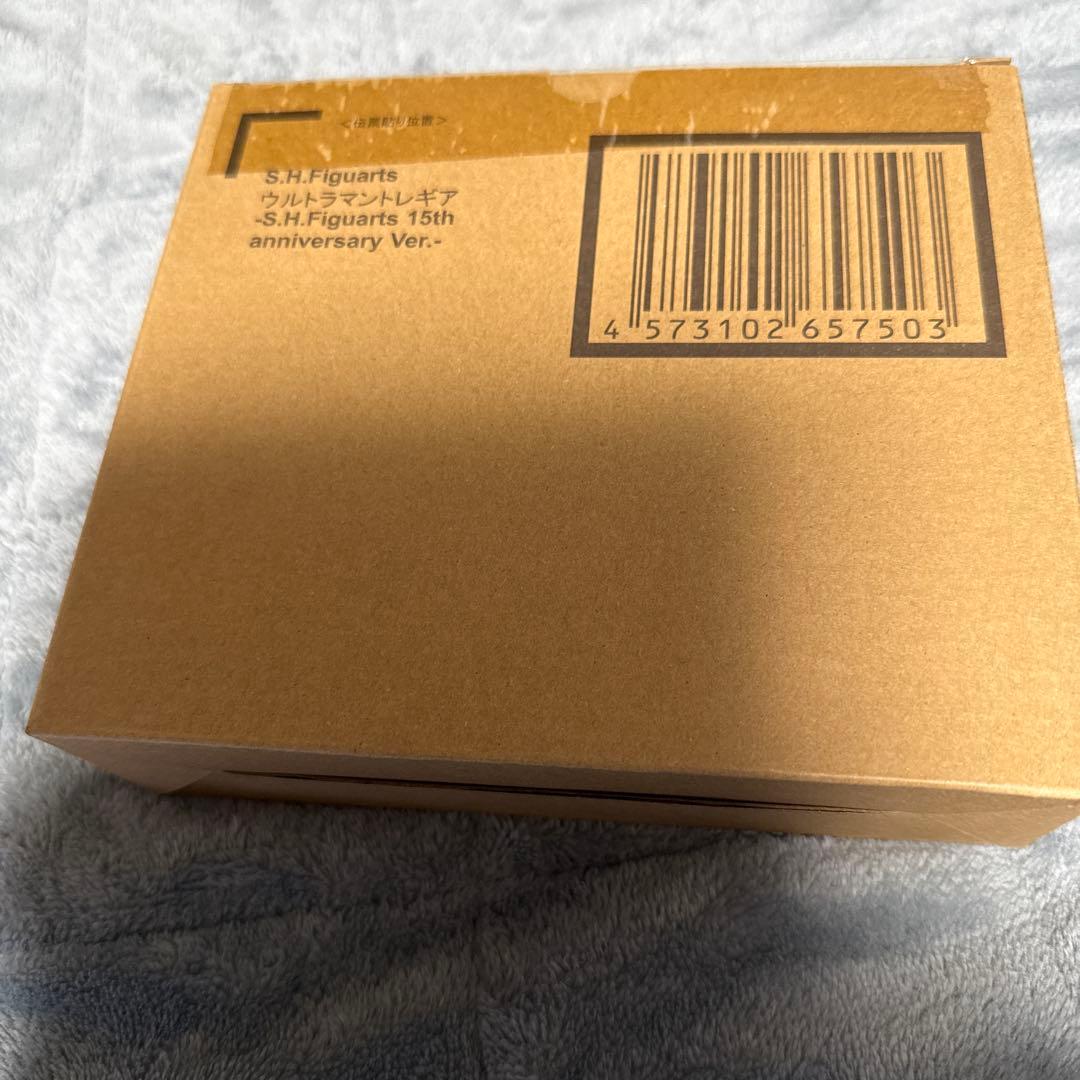 ＜伝票貼り位置＞
S.H.Figuarts
ウルトラマントレギア
-S.H.Figuarts 15th
anniversary Ver.-
4 573102 657503